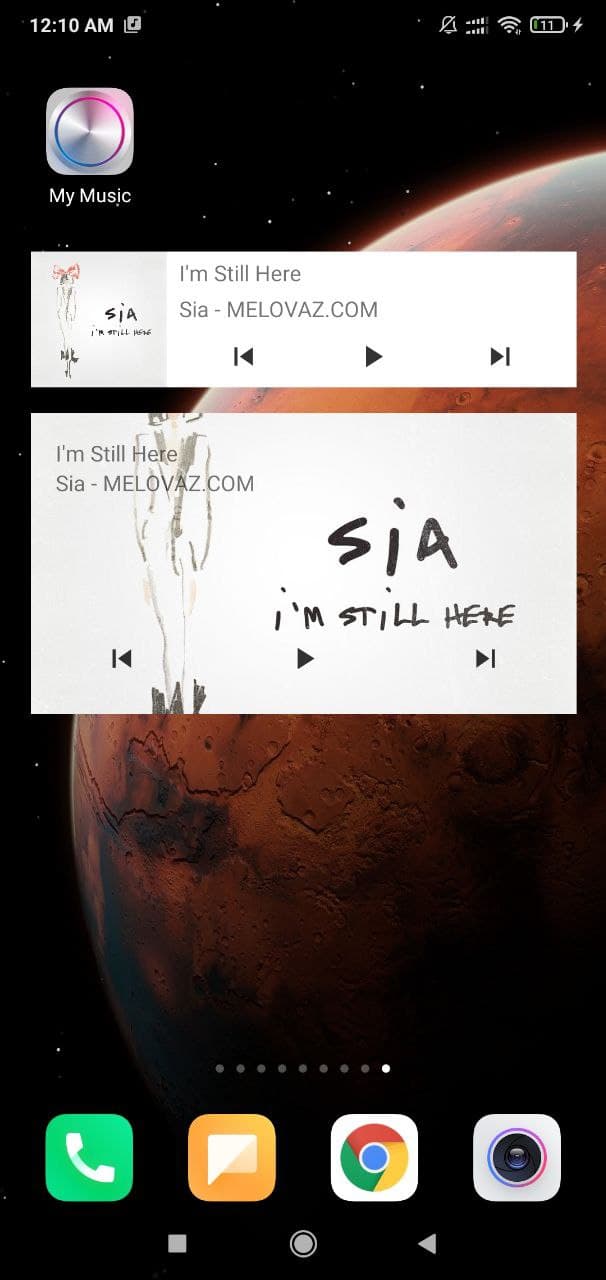 12:10 AM
11
My Music
sia
i'm still here
I'm Still Here
Sia - MELOVAZ.COM
I'm Still Here
Sia - MELOVAZ.COM
siA
i'M STiLL HERE